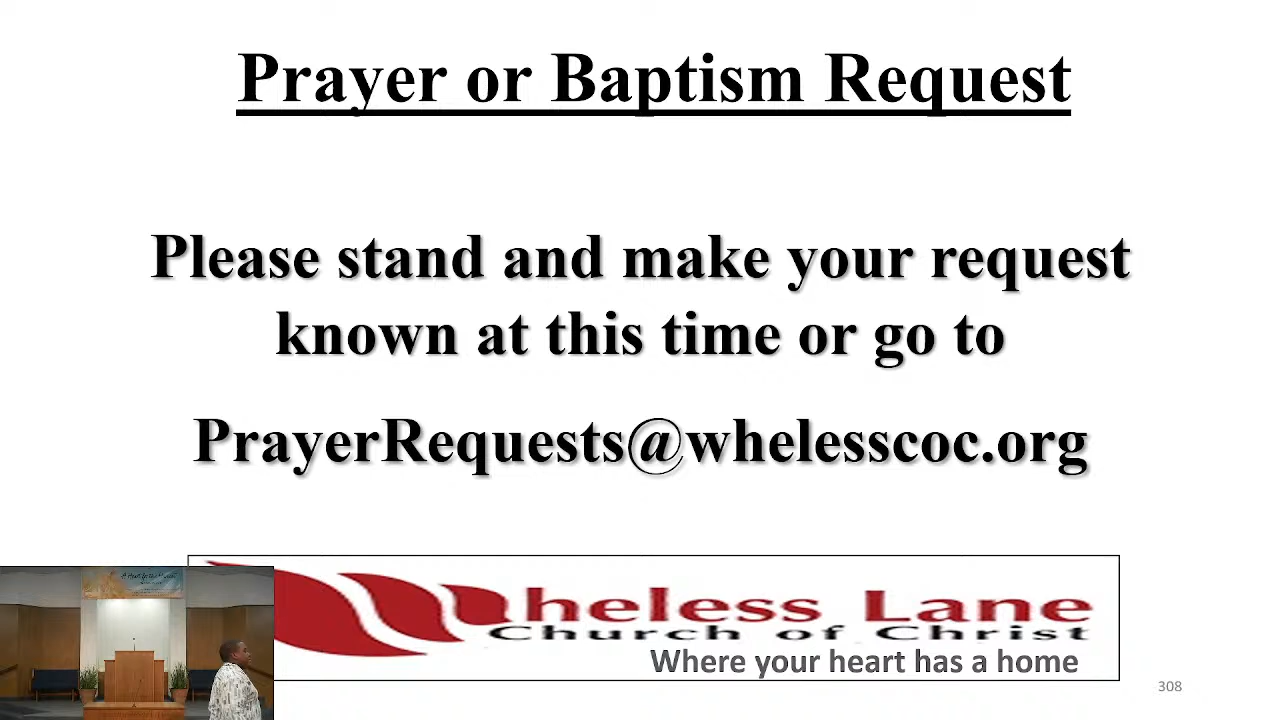 Prayer or Baptism Request
Please stand and make your request
known at this time or go to
PrayerRequests@whelesscoc.org
Wheless Lane
Church of Christ
Where your heart has a home
308